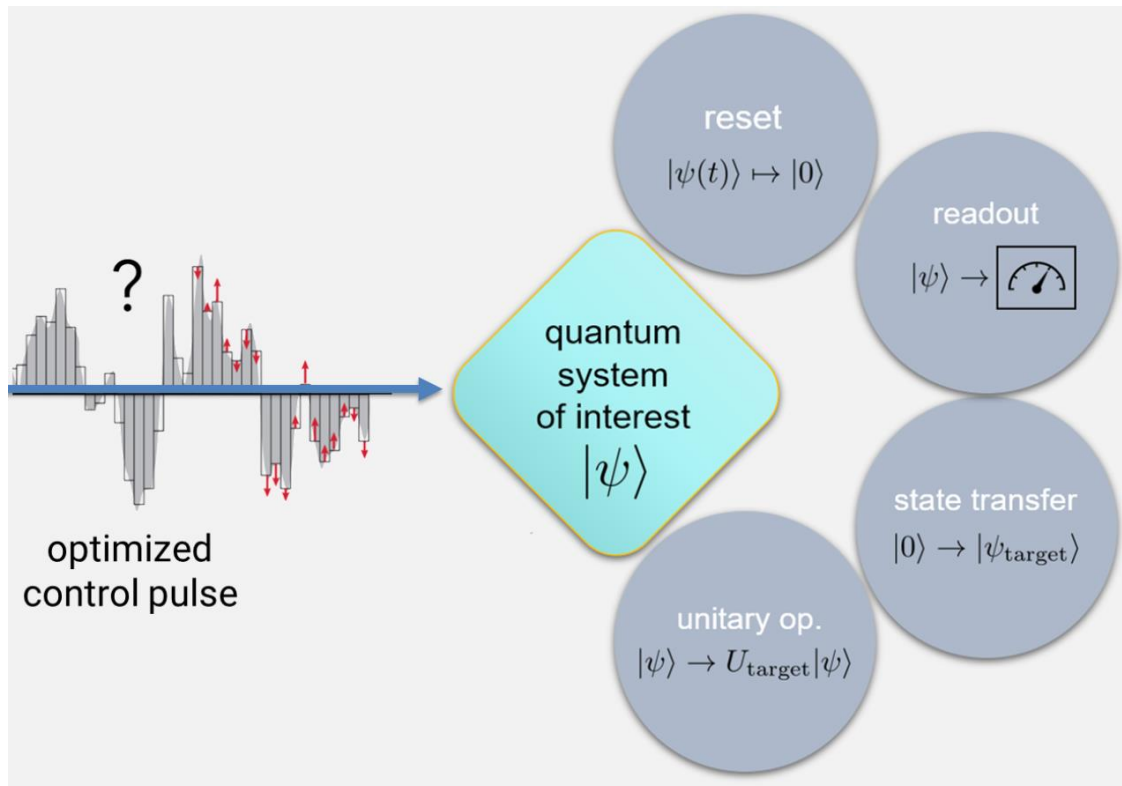 ?
optimized
control pulse
quantum
system
of interest
|ψ⟩
reset
|ψ(t)⟩ ↦ |0⟩
readout
|ψ⟩ →
state transfer
|0⟩ → |ψ_target⟩
unitary op.
|ψ⟩ → U_target|ψ⟩